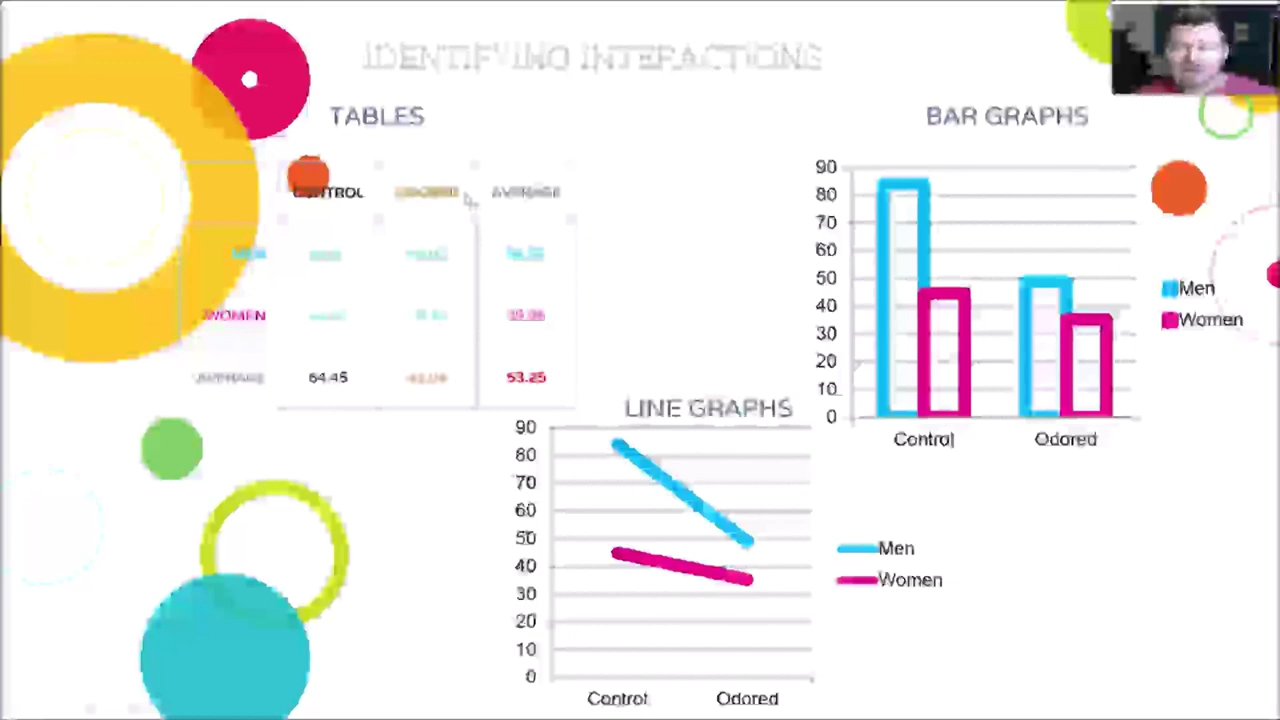 IDENTIFYING INTERACTIONS
TABLES
CONTROL AVERAGE
MEN
WOMEN
AVERAGE 64.45 53.25
BAR GRAPHS
90
80
70
60
50
40
30
20
10
0
Control Odored
Men
Women
LINE GRAPHS
90
80
70
60
50
40
30
20
10
0
Control Odored
Men
Women